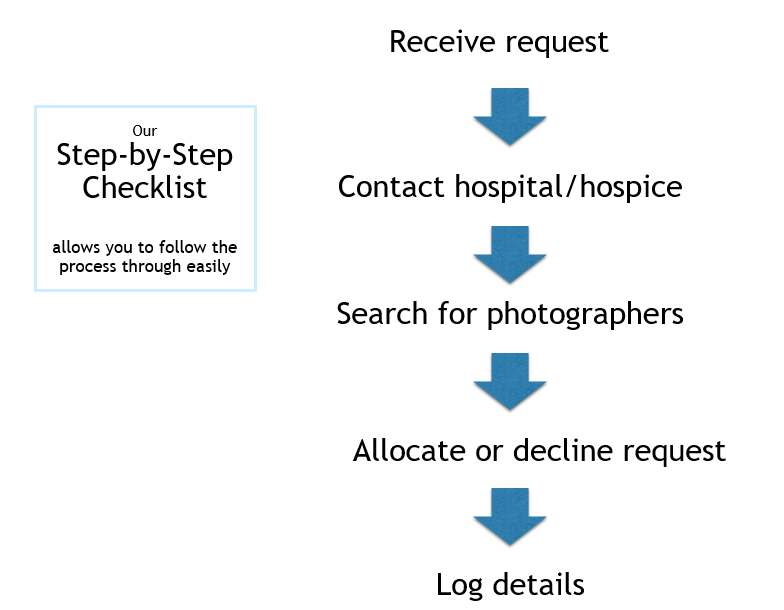 Receive request
Our
Step-by-Step
Checklist
allows you to follow the
process through easily
Contact hospital/hospice
Search for photographers
Allocate or decline request
Log details